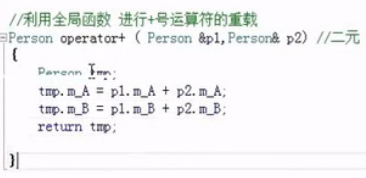 //利用全局函数 进行+号运算符的重载
Person operator+ ( Person &p1,Person& p2) //二元
{
Person tmp;
tmp.m_A = p1.m_A + p2.m_A;
tmp.m_B = p1.m_B + p2.m_B;
return tmp;
}